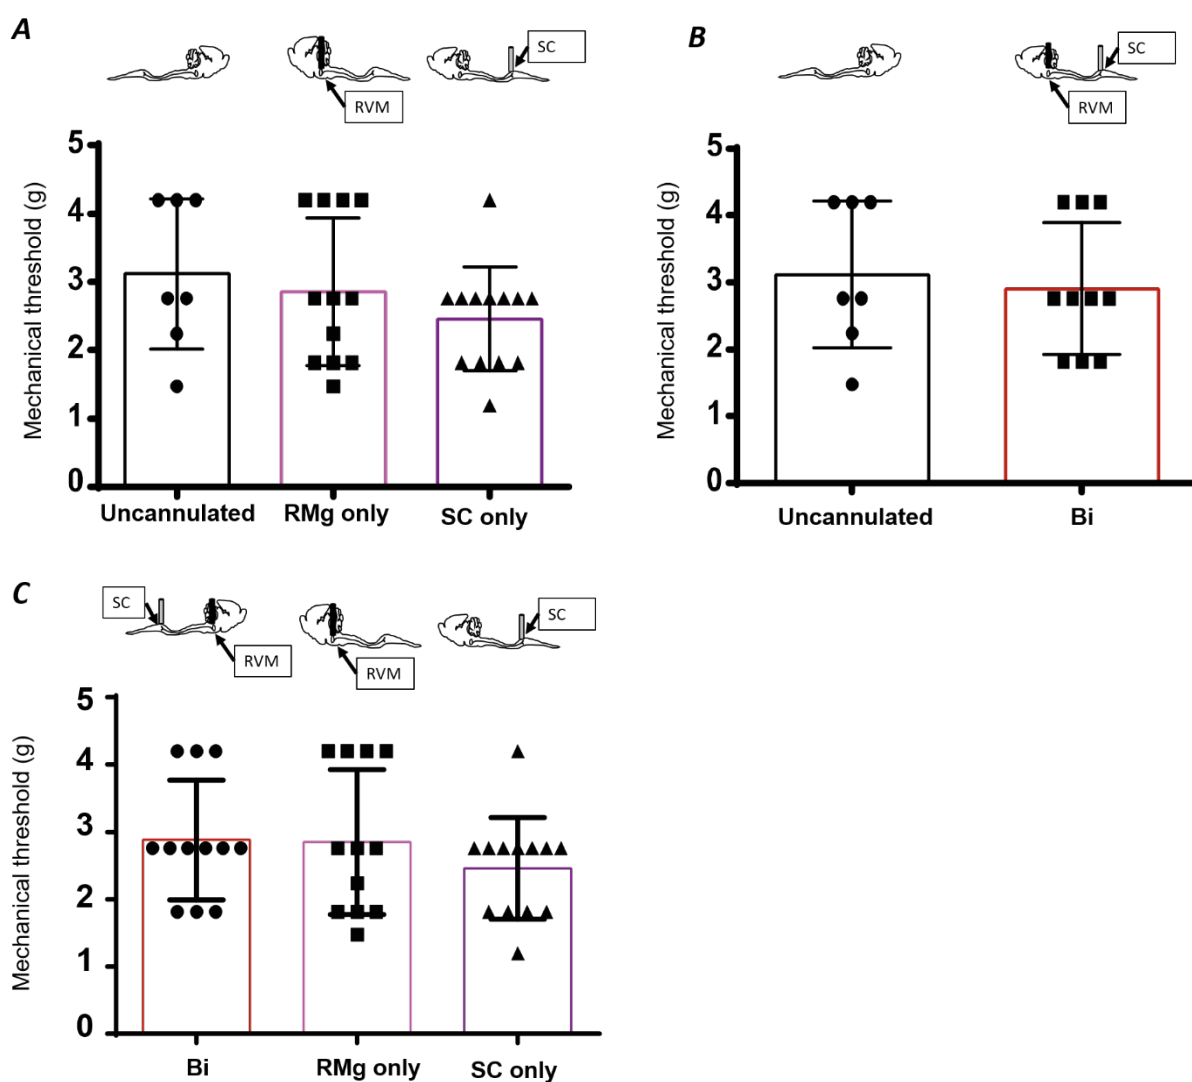 A
SC
RVM
Mechanical threshold (g)
5
4
3
2
1
0
Uncannulated RMg only SC only
B
SC
RVM
Mechanical threshold (g)
5
4
3
2
1
0
Uncannulated Bi
C
SC
SC
RVM
RVM
Mechanical threshold (g)
5
4
3
2
1
0
Bi RMg only SC only